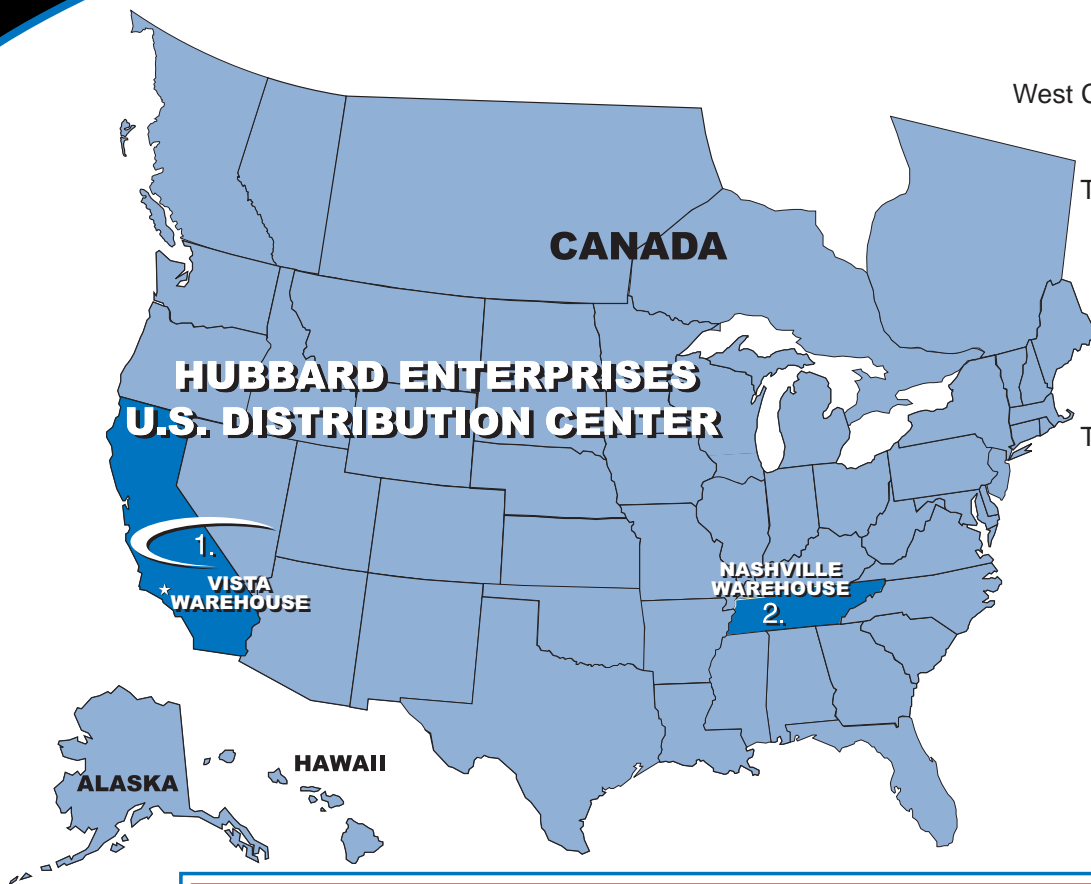 West C
T
CANADA
HUBBARD ENTERPRISES
U.S. DISTRIBUTION CENTER
T
1.
VISTA
WAREHOUSE
NASHVILLE
WAREHOUSE
2.
HAWAII
ALASKA